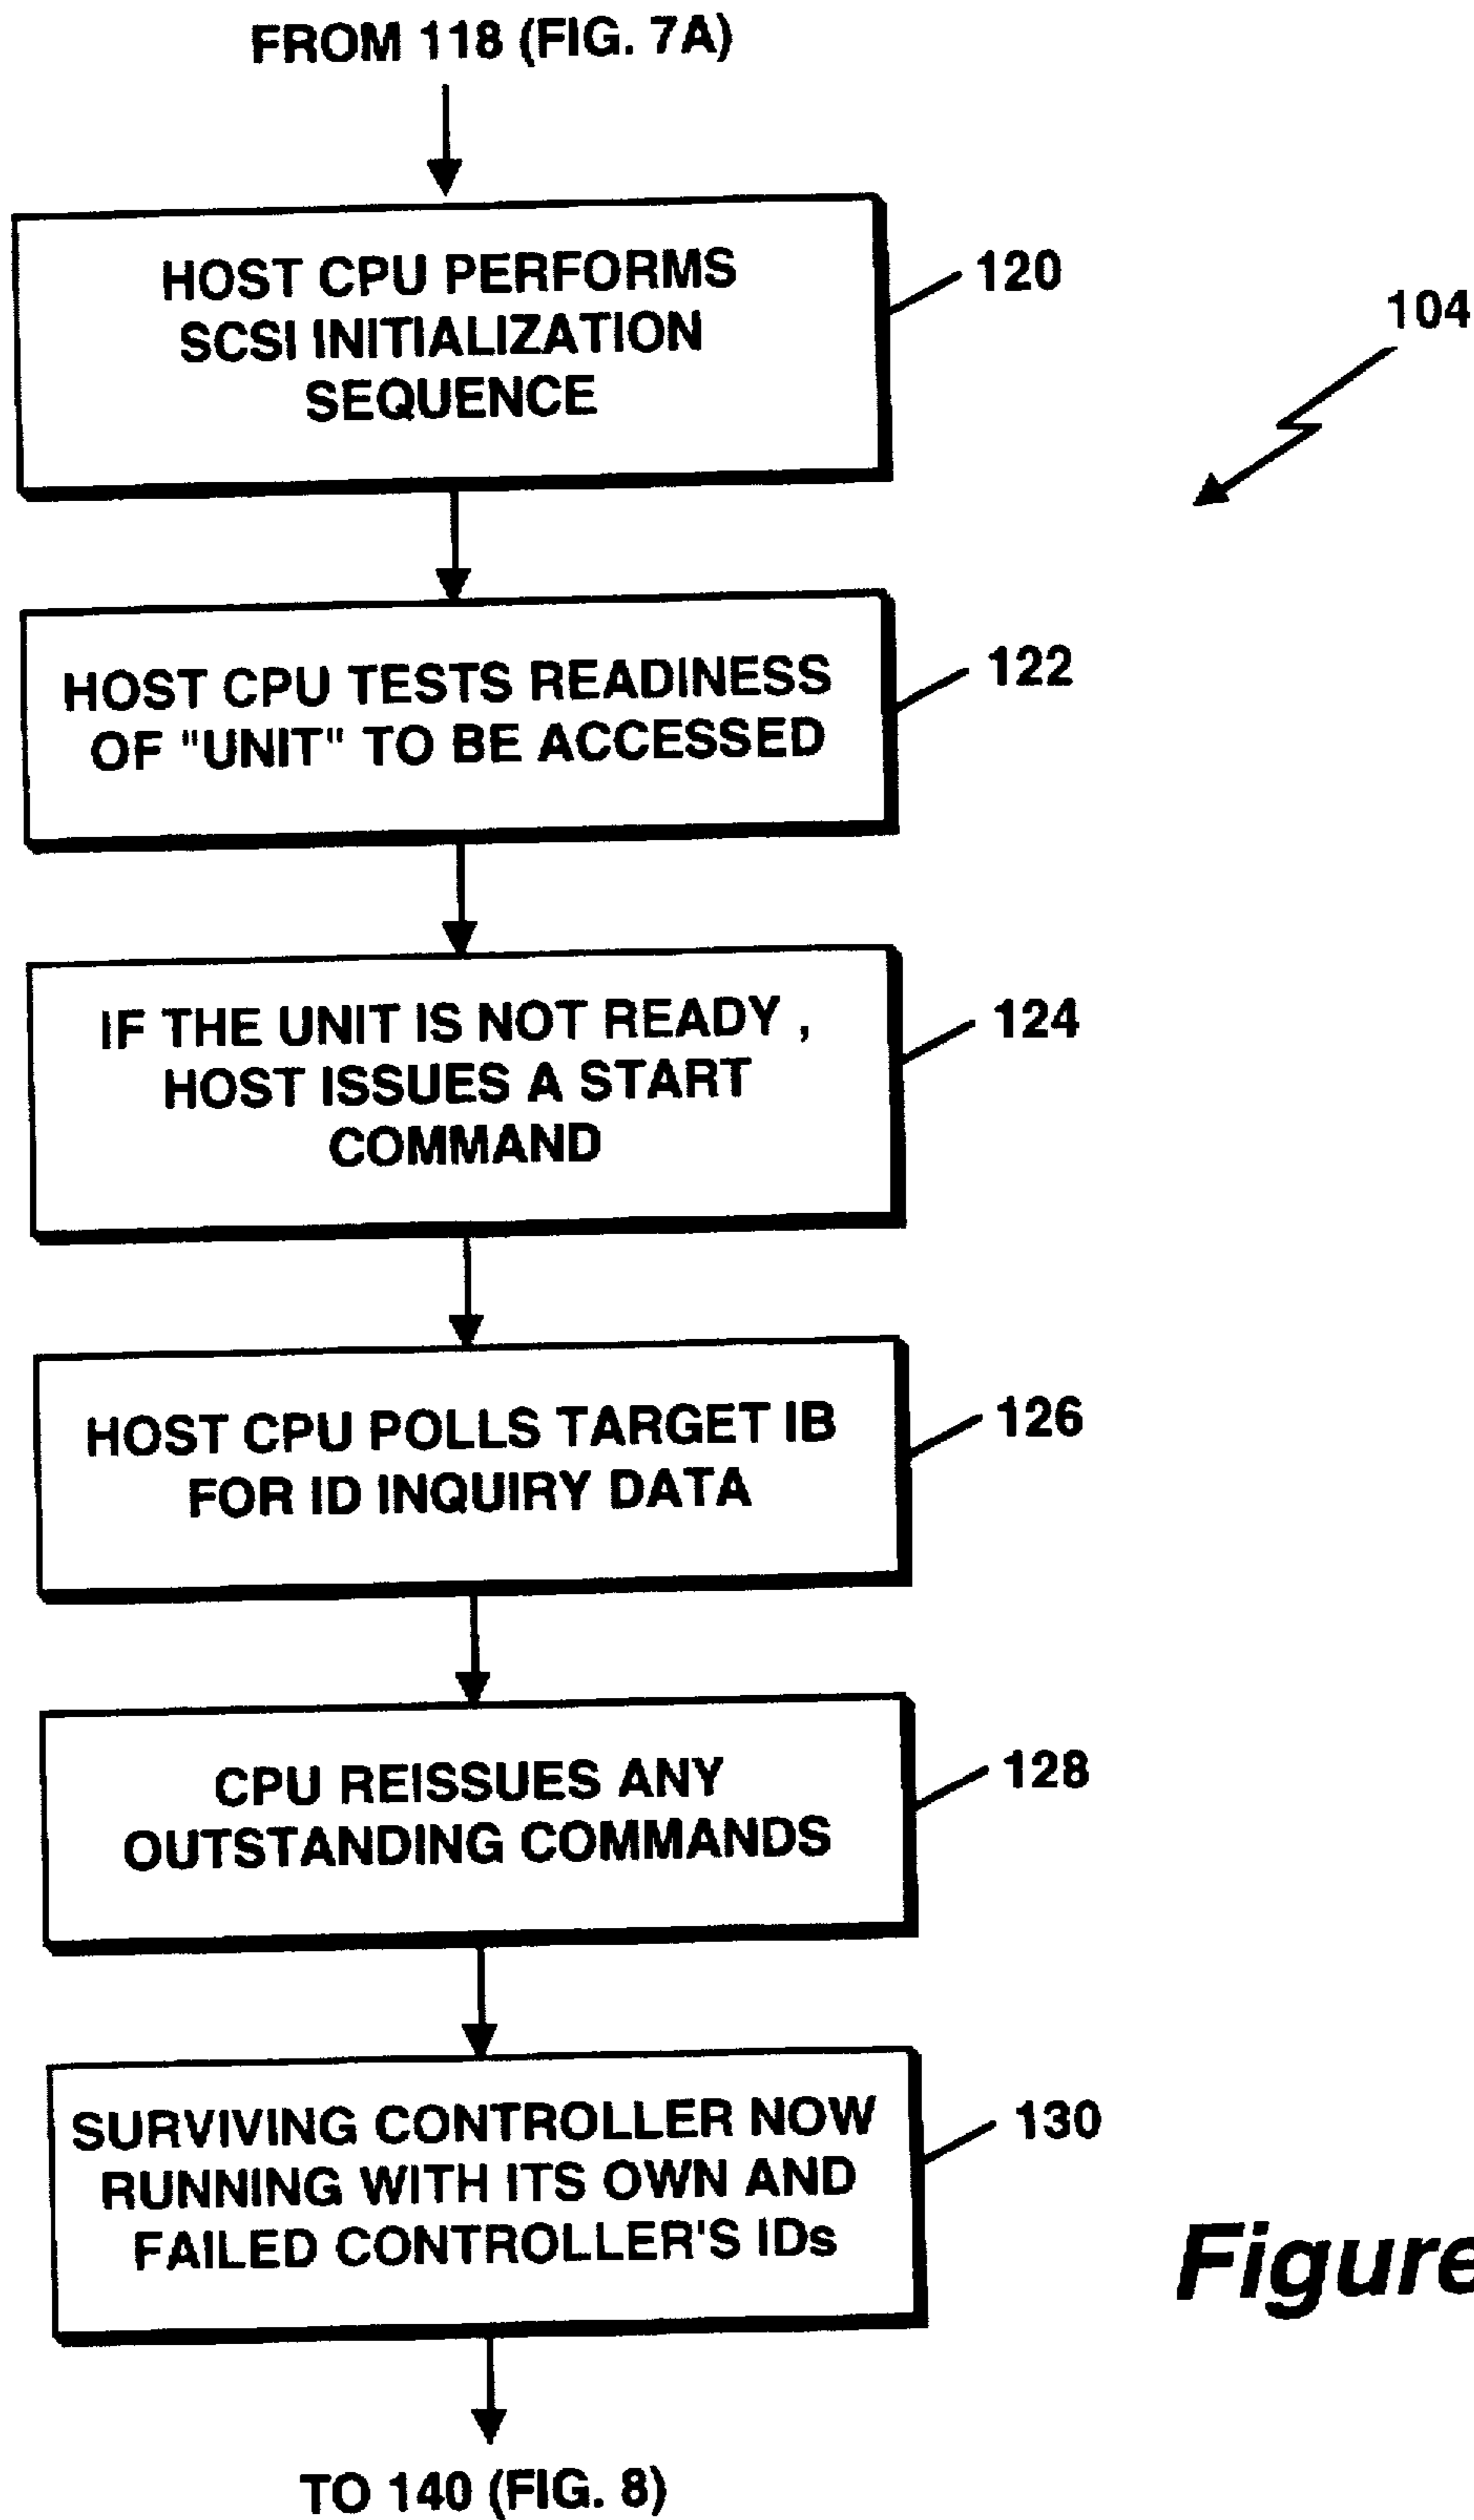 FROM 118 (FIG. 7A)
HOST CPU PERFORMS
SCSI INITIALIZATION
SEQUENCE
120
104
HOST CPU TESTS READINESS
OF "UNIT" TO BE ACCESSED
122
IF THE UNIT IS NOT READY ,
HOST ISSUES A START
COMMAND
124
HOST CPU POLLS TARGET IB
FOR ID INQUIRY DATA
126
CPU REISSUES ANY
OUTSTANDING COMMANDS
128
SURVIVING CONTROLLER NOW
RUNNING WITH ITS OWN AND
FAILED CONTROLLER'S IDs
130
Figure
TO 140 (FIG. 8)